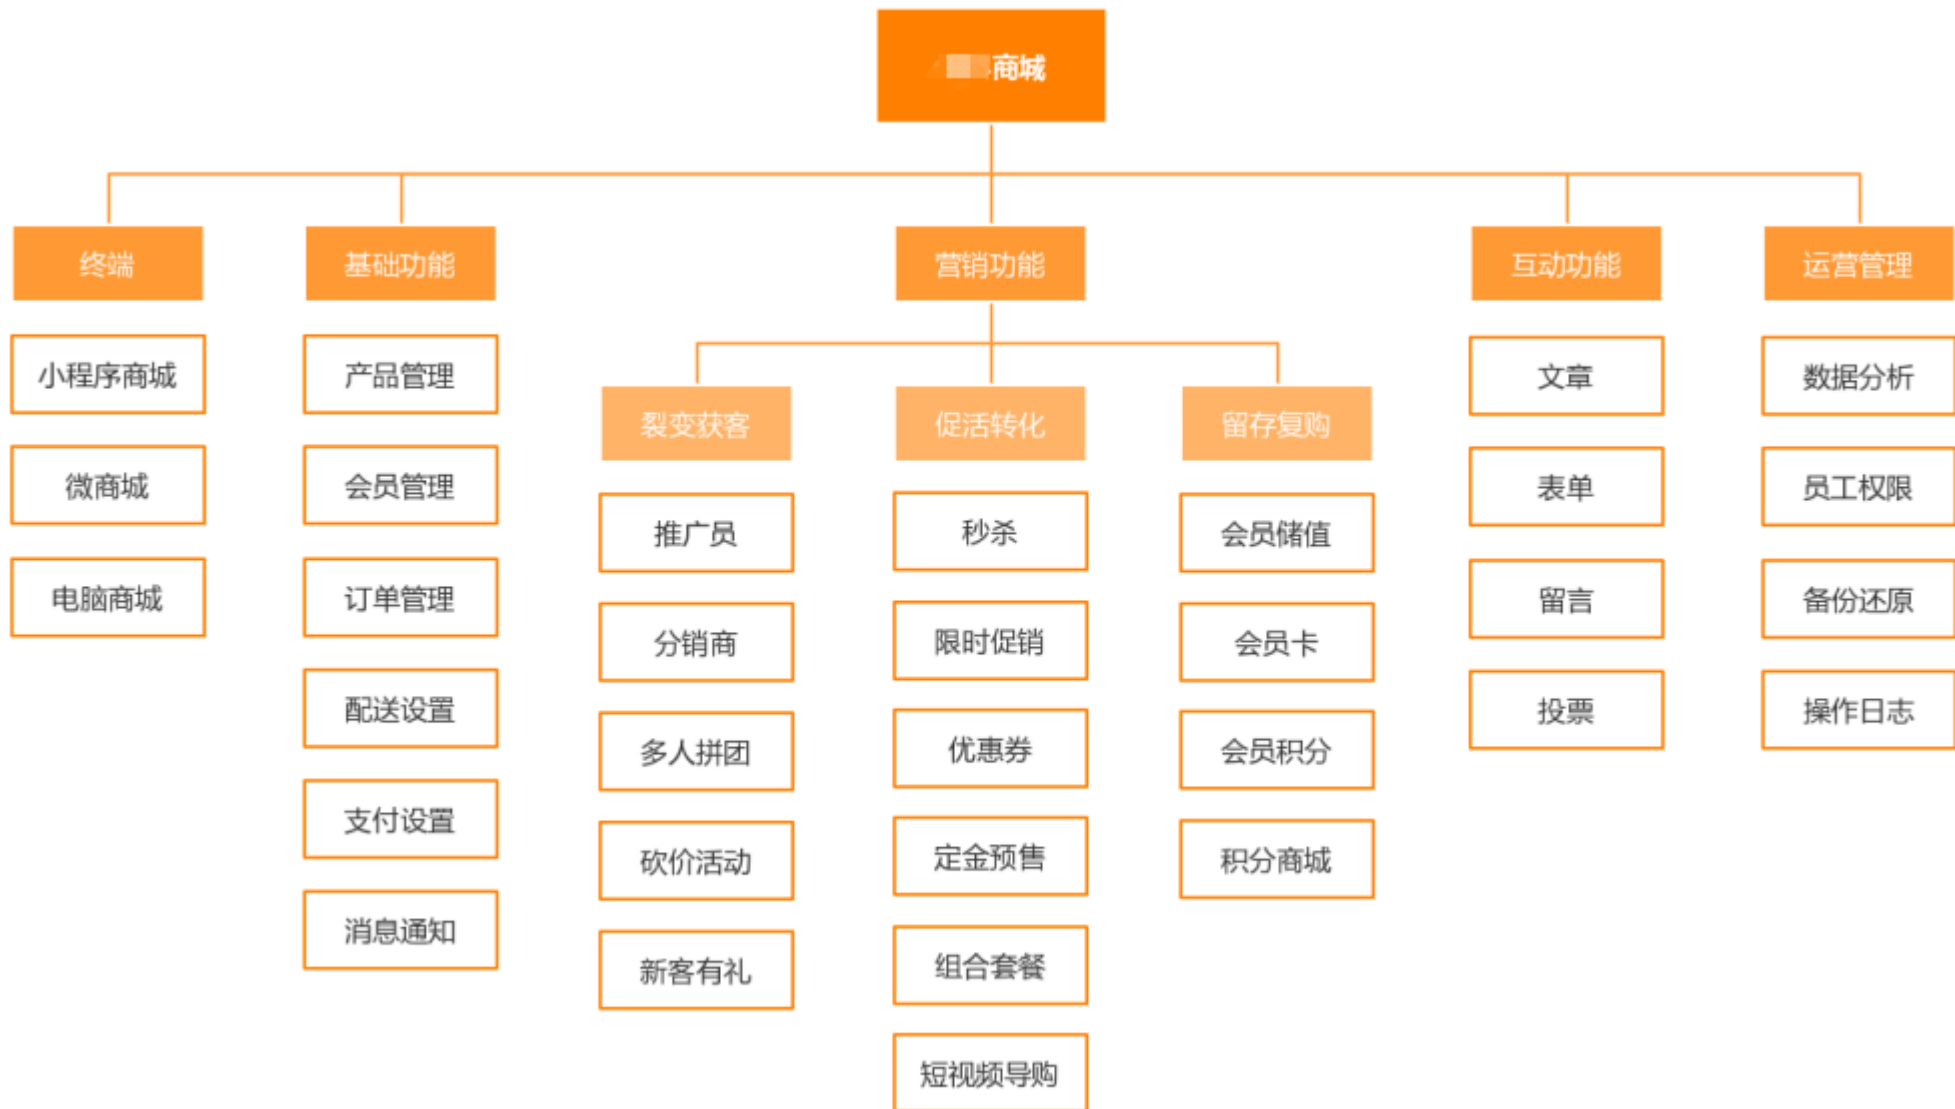 商城
终端
基础功能
营销功能
互动功能
运营管理
小程序商城
微商城
电脑商城
产品管理
会员管理
订单管理
配送设置
支付设置
消息通知
裂变获客
促活转化
留存复购
推广员
分销商
多人拼团
砍价活动
新客有礼
秒杀
限时促销
优惠券
定金预售
组合套餐
短视频导购
会员储值
会员卡
会员积分
积分商城
文章
表单
留言
投票
数据分析
员工权限
备份还原
操作日志